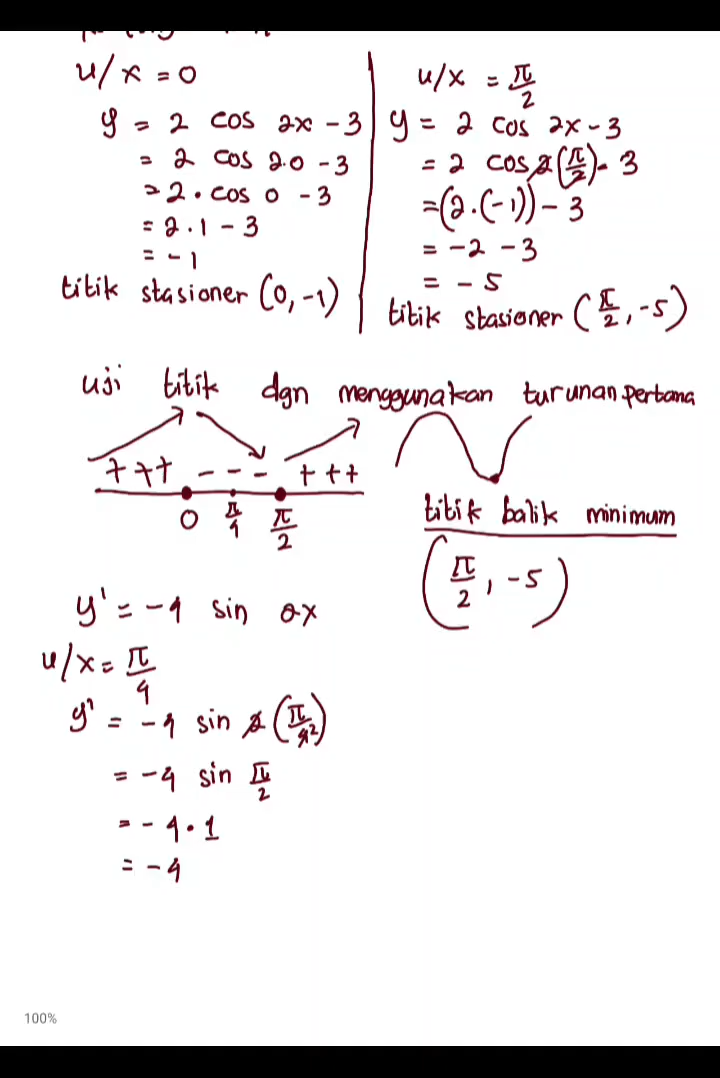 u/x = 0
y = 2 cos 2x - 3
= 2 cos 2.0 - 3
= 2 . cos 0 - 3
= 2 . 1 - 3
= - 1
titik stasioner (0, -1)
u/x = π/2
y = 2 cos 2x - 3
= 2 cos 2(π/2) - 3
= (2.(-1)) - 3
= -2 - 3
= - 5
titik stasioner (π/2, -5)
uji titik dgn menggunakan turunan pertama
+ + + - - - + + +
0 π/4 π/2
titik balik minimum
(π/2, -5)
y' = -4 sin 2x
u/x = π/4
y' = -4 sin 2(π/4 2)
= -4 sin π/2
= - 4 . 1
= -4
100%